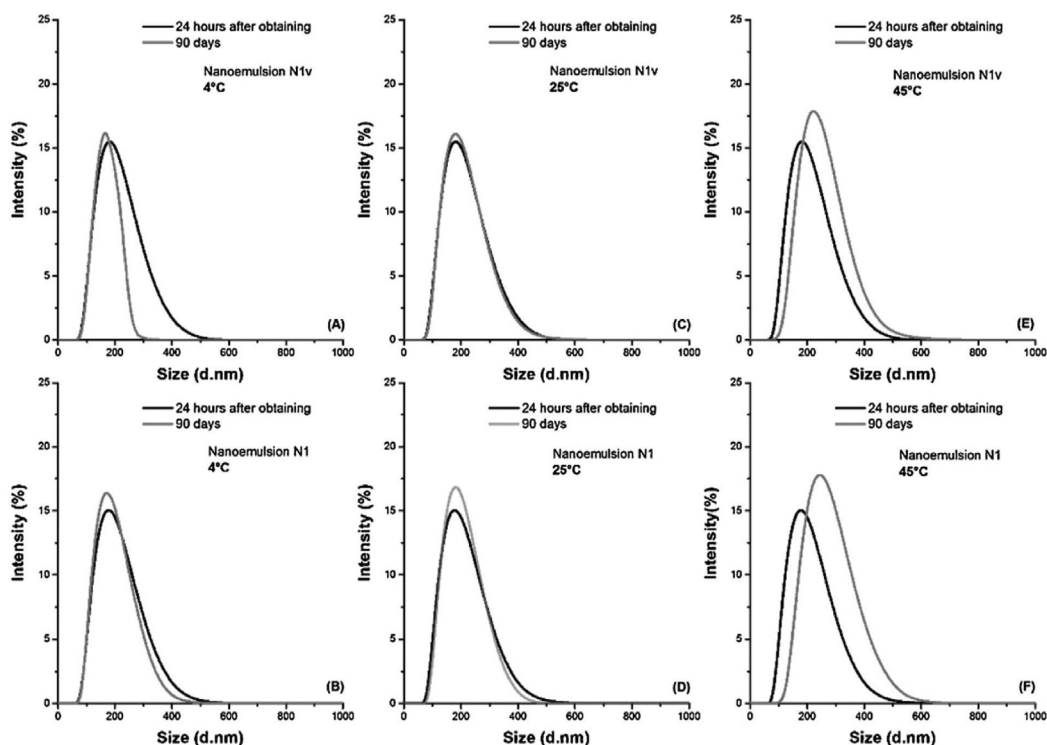 25
20
15
10
5
0
Intensity (%)
24 hours after obtaining
90 days
Nanoemulsion N1v
4°C
(A)
0 200 400 600 800 1000
Size (d.nm)
25
20
15
10
5
0
Intensity (%)
24 hours after obtaining
90 days
Nanoemulsion N1v
25°C
(C)
0 200 400 600 800 1000
Size (d.nm)
25
20
15
10
5
0
Intensity (%)
24 hours after obtaining
90 days
Nanoemulsion N1v
45°C
(E)
0 200 400 600 800 1000
Size (d.nm)
25
20
15
10
5
0
Intensity (%)
24 hours after obtaining
90 days
Nanoemulsion N1
4°C
(B)
0 200 400 600 800 1000
Size (d.nm)
25
20
15
10
5
0
Intensity (%)
24 hours after obtaining
90 days
Nanoemulsion N1
25°C
(D)
0 200 400 600 800 1000
Size (d.nm)
25
20
15
10
5
0
Intensity(%)
24 hours after obtaining
90 days
Nanoemulsion N1
45°C
(F)
0 200 400 600 800 1000
Size (d.nm)